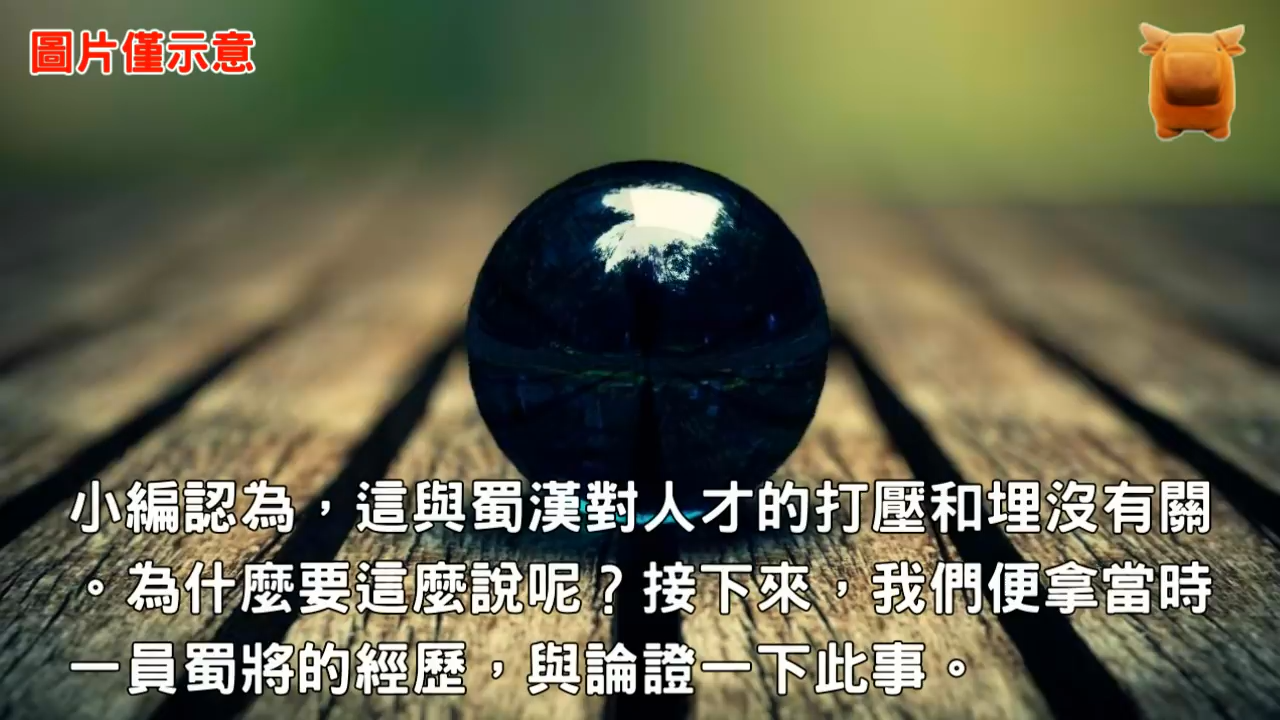 圖片僅示意
小編認為，這與蜀漢對人才的打壓和埋沒有關
。為什麼要這麼說呢？接下來，我們便拿當時
一員蜀將的經歷，與論證一下此事。